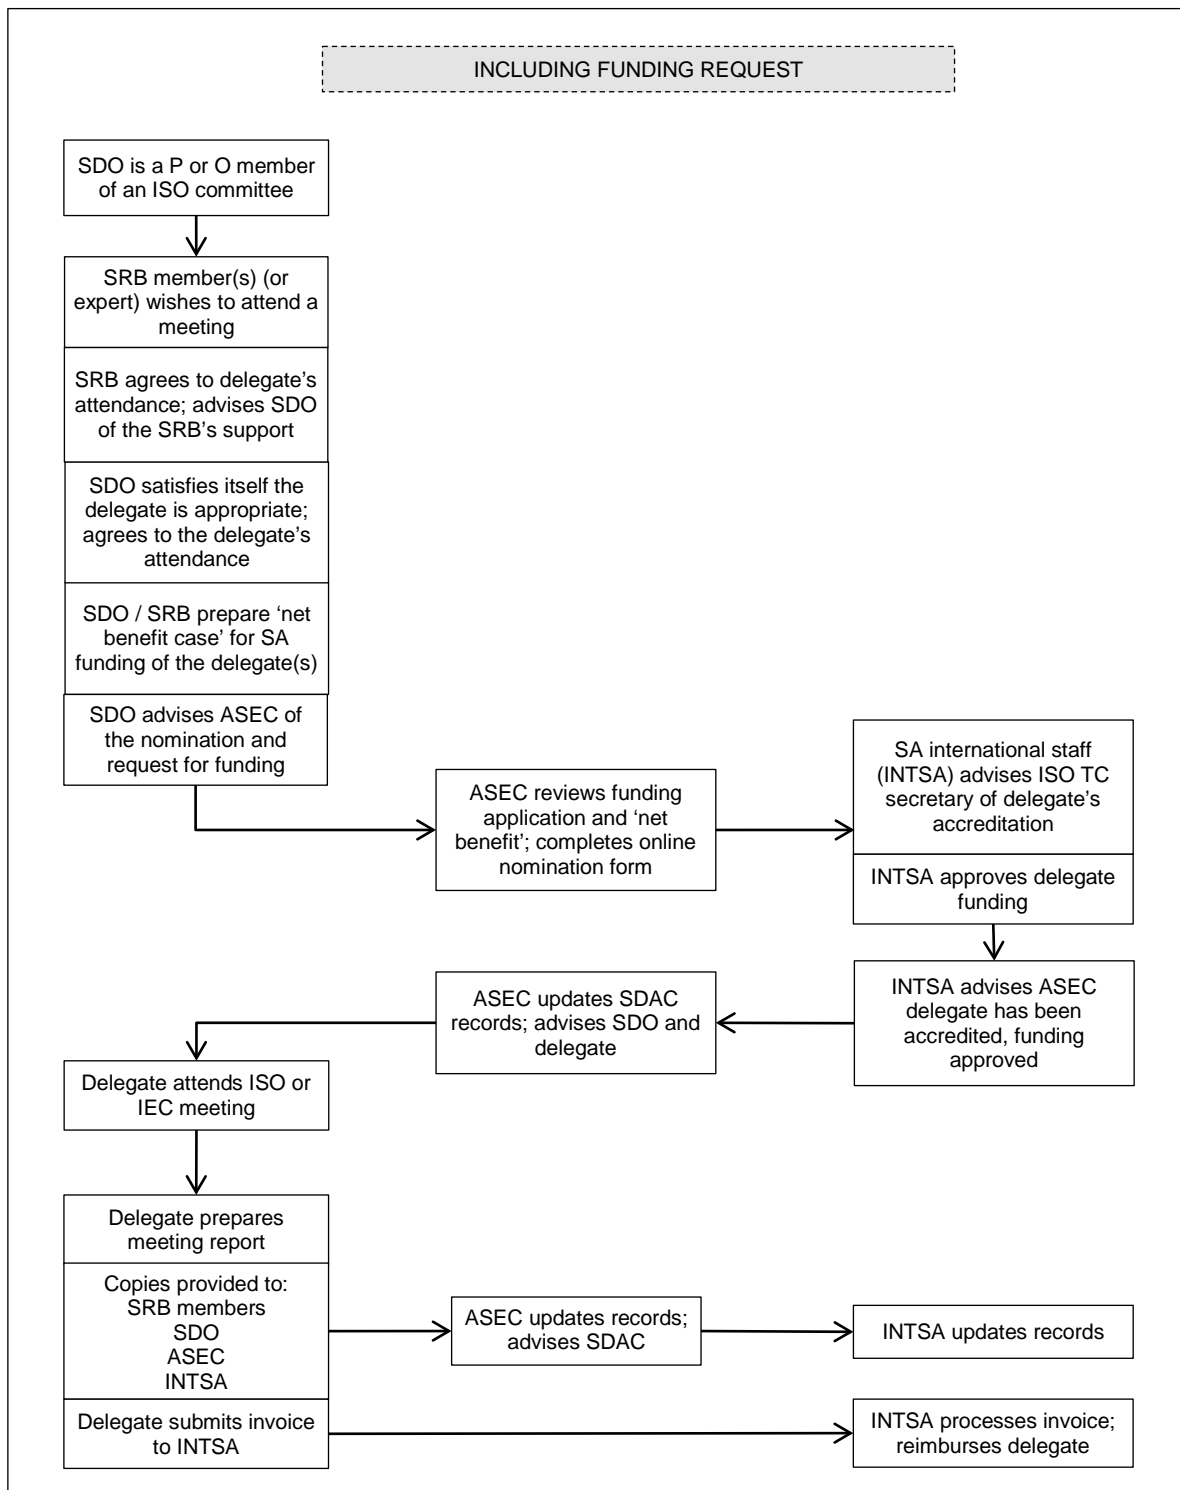 INCLUDING FUNDING REQUEST
SDO is a P or O member
of an ISO committee
SRB member(s) (or
expert) wishes to attend a
meeting
SRB agrees to delegate’s
attendance; advises SDO
of the SRB’s support
SDO satisfies itself the
delegate is appropriate;
agrees to the delegate’s
attendance
SDO / SRB prepare ‘net
benefit case’ for SA
funding of the delegate(s)
SDO advises ASEC of
the nomination and
request for funding
ASEC reviews funding
application and ‘net
benefit’; completes online
nomination form
SA international staff
(INTSA) advises ISO TC
secretary of delegate’s
accreditation
INTSA approves delegate
funding
INTSA advises ASEC
delegate has been
accredited, funding
approved
ASEC updates SDAC
records; advises SDO and
delegate
Delegate attends ISO or
IEC meeting
Delegate prepares
meeting report
Copies provided to:
SRB members
SDO
ASEC
INTSA
ASEC updates records;
advises SDAC
INTSA updates records
Delegate submits invoice
to INTSA
INTSA processes invoice;
reimburses delegate